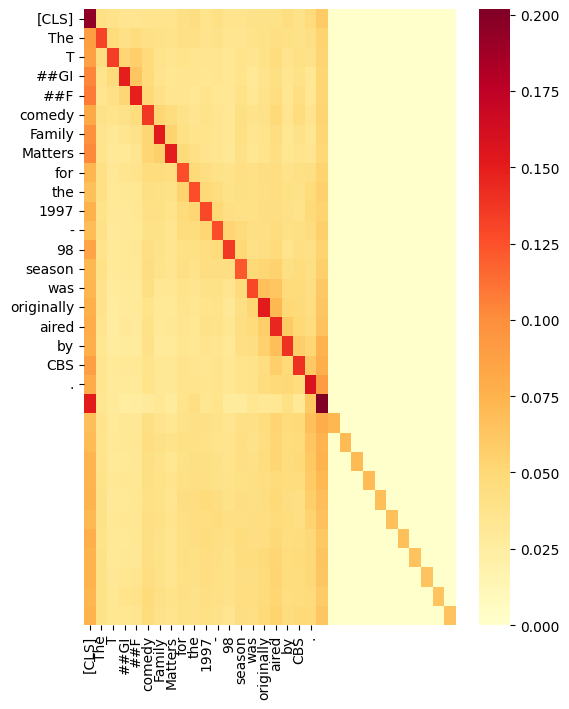 [CLS]
The
T
##GI
##F
comedy
Family
Matters
for
the
1997
-
98
season
was
originally
aired
by
CBS
.
0.200
0.175
0.150
0.125
0.100
0.075
0.050
0.025
0.000
[CLS]
The
T
##GI
##F
comedy
Family
Matters
for
the
1997
-
98
season
was
originally
aired
by
CBS
.